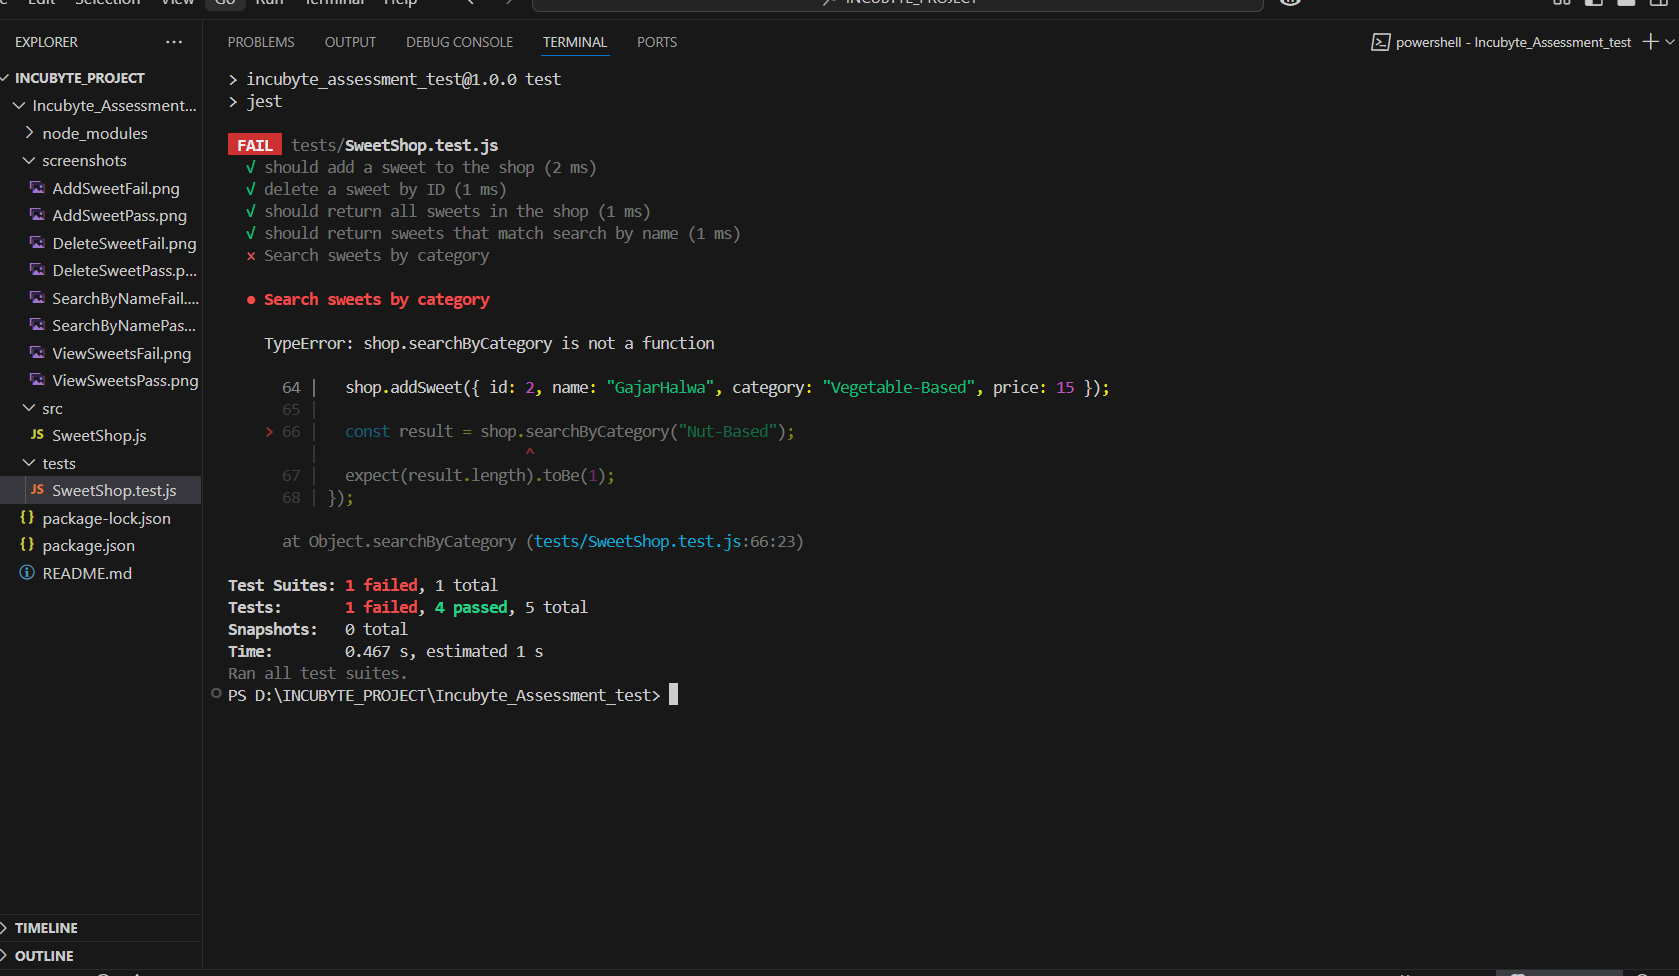 Edit Selection View Go Run Terminal Help
INCUBYTE_PROJECT
EXPLORER
INCUBYTE_PROJECT
Incubyte_Assessment...
node_modules
screenshots
AddSweetFail.png
AddSweetPass.png
DeleteSweetFail.png
DeleteSweetPass.p...
SearchByNameFail....
SearchByNamePas...
ViewSweetsFail.png
ViewSweetsPass.png
src
JS SweetShop.js
tests
JS SweetShop.test.js
{} package-lock.json
{} package.json
README.md
TIMELINE
OUTLINE
PROBLEMS OUTPUT DEBUG CONSOLE TERMINAL PORTS
powershell - Incubyte_Assessment_test
> incubyte_assessment_test@1.0.0 test
> jest
FAIL tests/SweetShop.test.js
√ should add a sweet to the shop (2 ms)
√ delete a sweet by ID (1 ms)
√ should return all sweets in the shop (1 ms)
√ should return sweets that match search by name (1 ms)
× Search sweets by category
● Search sweets by category
TypeError: shop.searchByCategory is not a function
64 | shop.addSweet({ id: 2, name: "GajarHalwa", category: "Vegetable-Based", price: 15 });
65 |
> 66 | const result = shop.searchByCategory("Nut-Based");
| ^
67 | expect(result.length).toBe(1);
68 | });
at Object.searchByCategory (tests/SweetShop.test.js:66:23)
Test Suites: 1 failed, 1 total
Tests: 1 failed, 4 passed, 5 total
Snapshots: 0 total
Time: 0.467 s, estimated 1 s
Ran all test suites.
PS D:\INCUBYTE_PROJECT\Incubyte_Assessment_test>